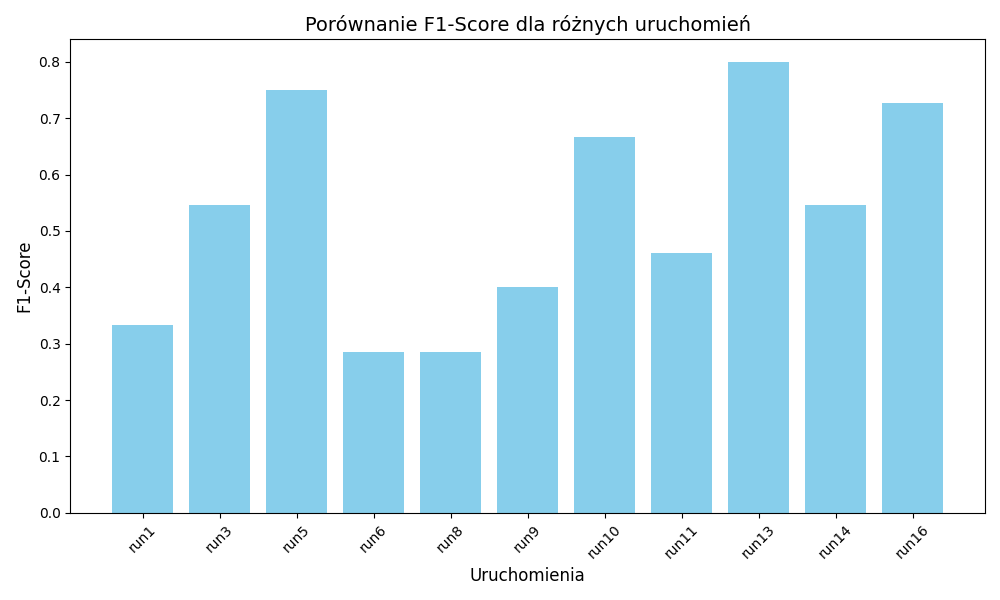 Porównanie F1-Score dla różnych uruchomień
F1-Score
0.8
0.7
0.6
0.5
0.4
0.3
0.2
0.1
0.0
run1 run3 run5 run6 run8 run9 run10 run11 run13 run14 run16
Uruchomienia